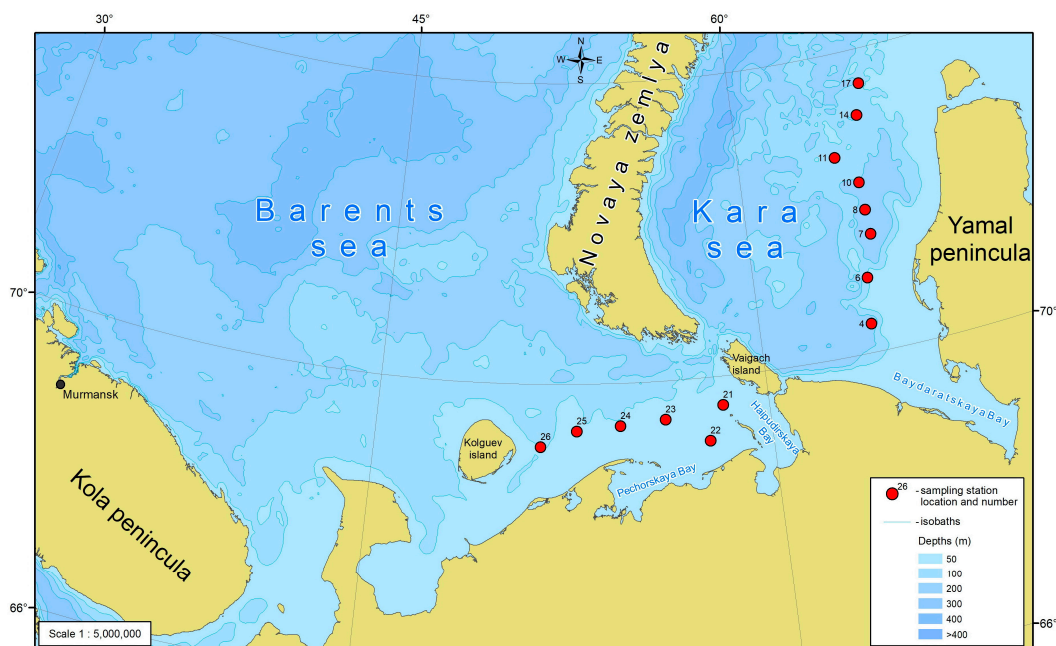 30°
45°
60°
N
W E
S
17
14
11
10
8
7
6
4
Novaya zemlya
Barents
sea
Kara
sea
Yamal
penincula
70°
70°
Vaigach
island
Baydaratskaya Bay
Murmansk
21
23
24
25
26
22
Haipudirskaya
Bay
Kolguev
island
Pechorskaya Bay
Kola penincula
26
-sampling station
location and number
-isobaths
Depths (m)
50
100
200
300
400
>400
66°
66°
Scale 1 : 5,000,000